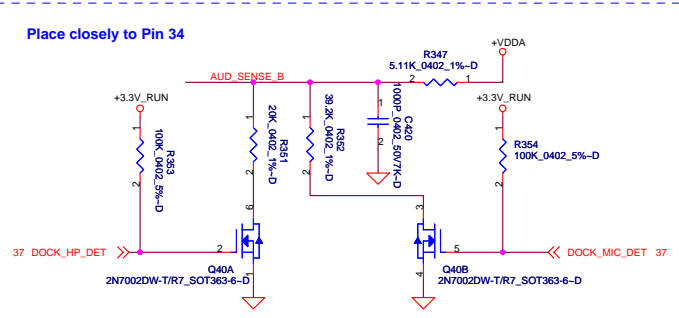 Place closely to Pin 34
+VDDA
R347
5.11K_0402_1%~D
AUD_SENSE_B
2
1
+3.3V_RUN
+3.3V_RUN
1
2
R353
100K_0402_5%~D
1
2
R351
20K_0402_1%~D
1
2
R352
39.2K_0402_1%~D
1
2
C420
1000P_0402_50V7K~D
1
2
R354
100K_0402_5%~D
37 DOCK_HP_DET
2
6
1
Q40A
2N7002DW-T/R7_SOT363-6~D
3
4
5
Q40B
2N7002DW-T/R7_SOT363-6~D
DOCK_MIC_DET 37